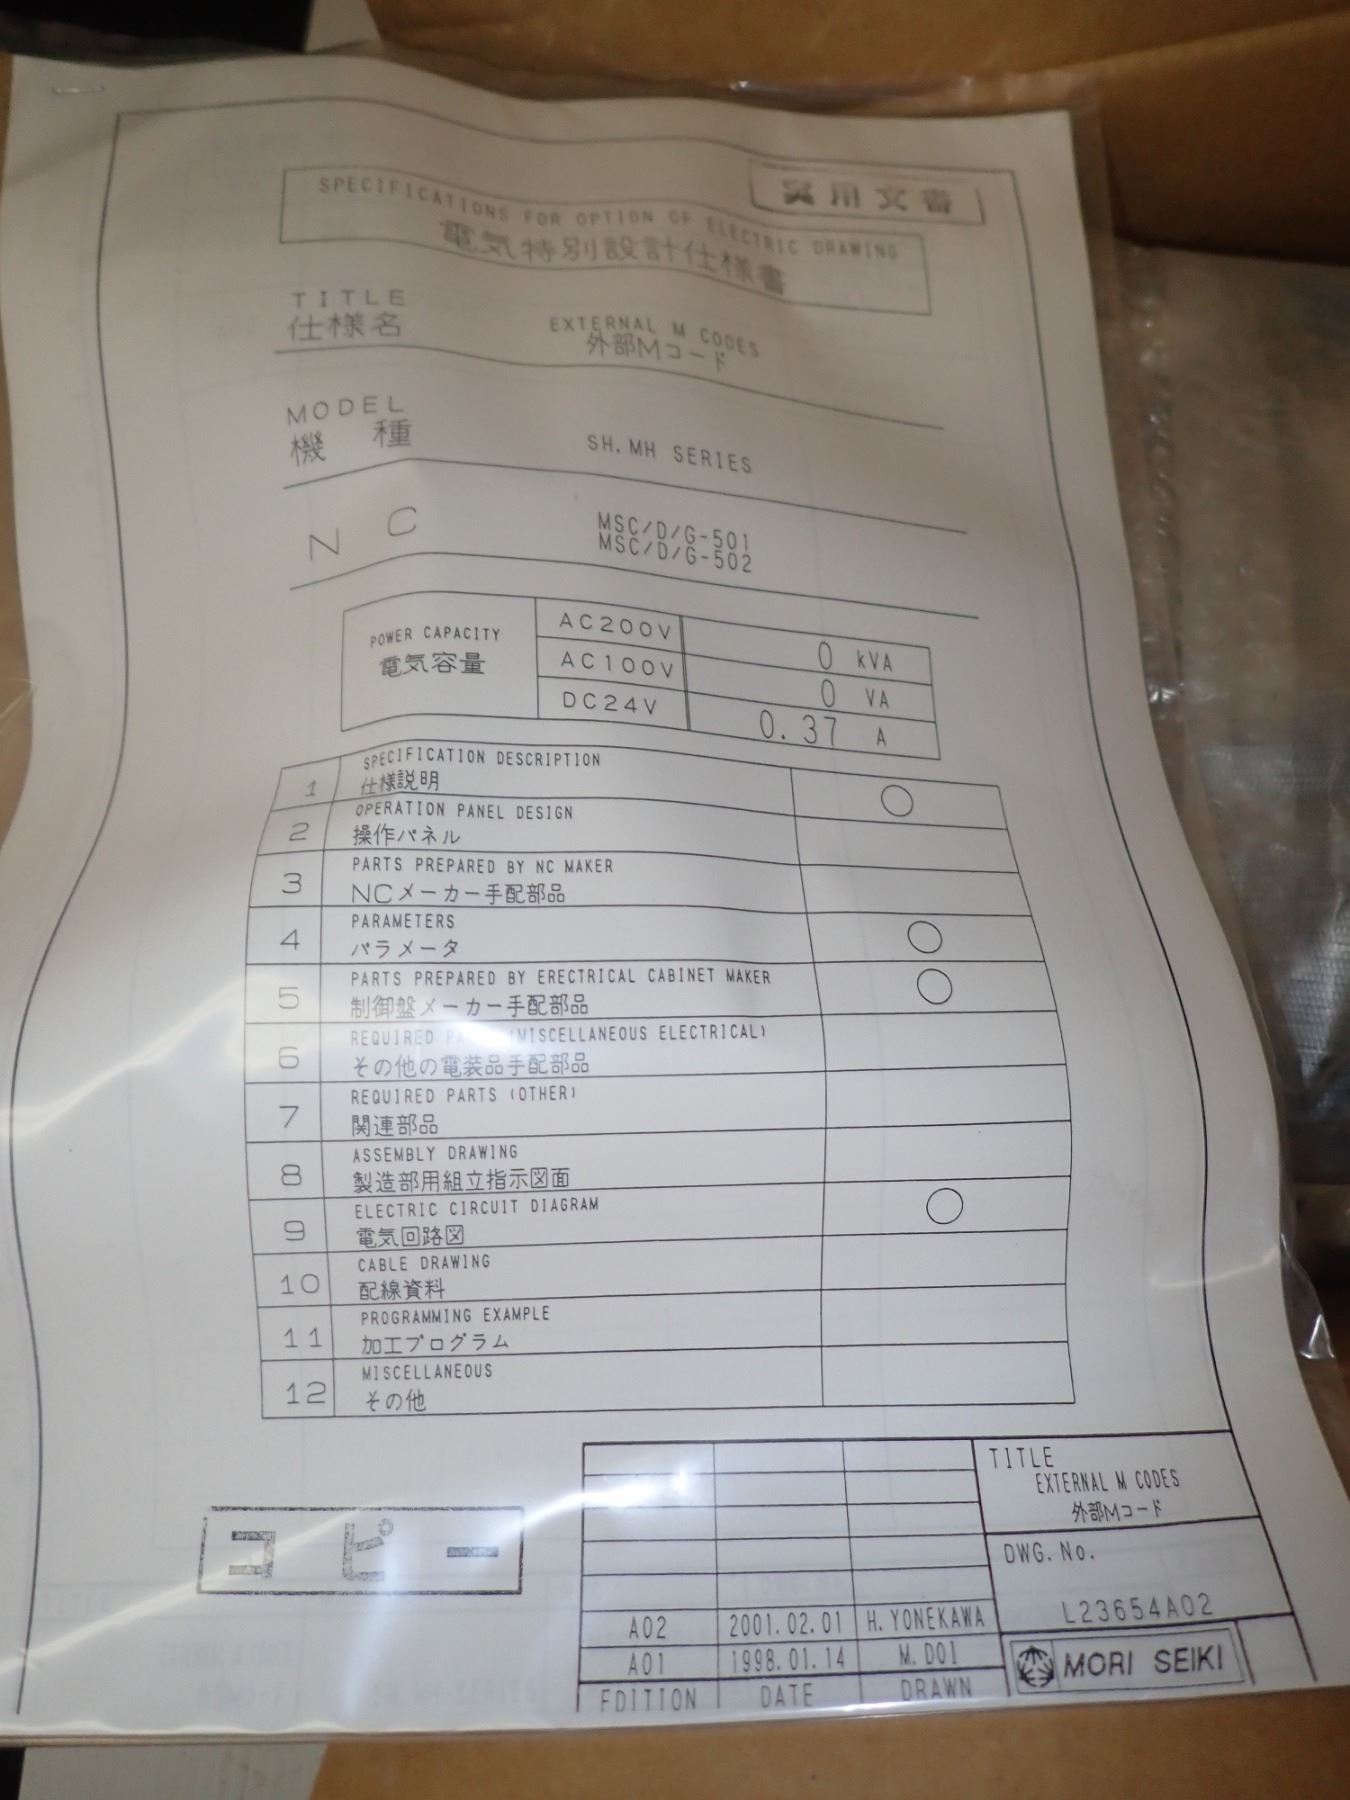 実用文書
SPECIFICATIONS FOR OPTION OF ELECTRIC DRAWING
電気特別設計仕様書
TITLE
仕様名
EXTERNAL M CODES
外部Mコード
MODEL
機 種
SH. MH SERIES
N C
MSC/D/G-501
MSC/D/G-502
POWER CAPACITY
電気容量
AC200V 0 kVA
AC100V 0 VA
DC24V 0.37 A
1 SPECIFICATION DESCRIPTION
仕様説明 ○
2 OPERATION PANEL DESIGN
操作パネル
3 PARTS PREPARED BY NC MAKER
NCメーカー手配部品
4 PARAMETERS
パラメータ ○
5 PARTS PREPARED BY ERECTRICAL CABINET MAKER
制御盤メーカー手配部品 ○
6 REQUIRED (MISCELLANEOUS ELECTRICAL)
その他の電装品手配部品
7 REQUIRED PARTS (OTHER)
関連部品
8 ASSEMBLY DRAWING
製造部用組立指示図面
9 ELECTRIC CIRCUIT DIAGRAM
電気回路図 ○
10 CABLE DRAWING
配線資料
11 PROGRAMMING EXAMPLE
加工プログラム
12 MISCELLANEOUS
その他
コピー
TITLE
EXTERNAL M CODES
外部Mコード
DWG. No.
L23654A02
A02 2001.02.01 H. YONEKAWA
A01 1998.01.14 M. DOI
EDITION DATE DRAWN
MORI SEIKI